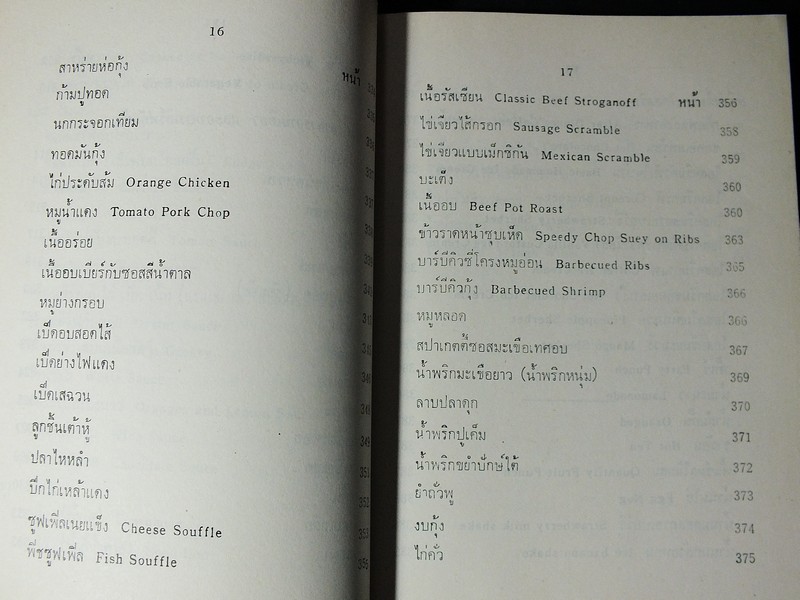 16
หน้า
สาหร่ายห่อกุ้ง
ก้ามปูทอด
นกกระจอกเทียม
ทอดมันกุ้ง
ไก่ประดับส้ม Orange Chicken
หมูน้ำแดง Tomato Pork Chop
เนื้ออร่อย
เนื้ออบเบียร์กับซอสสีน้ำตาล
หมูย่างกรอบ
เป็ดอบสอดไส้
เป็ดย่างไฟแดง
เป็ดเสฉวน
ลูกชิ้นเต้าหู้
ปลาไหหลำ
ปีกไก่เหล้าแดง
ซูฟเฟิ่ลเนยแข็ง Cheese Souffle
ฟิชซูฟเฟิ่ล Fish Souffle
17
เนื้อรัสเซียน Classic Beef Stroganoff หน้า 356
ไข่เจียวไส้กรอก Sausage Scramble 358
ไข่เจียวแบบเม็กซิกัน Mexican Scramble 359
บะเต็ง 360
เนื้ออบ Beef Pot Roast 360
ข้าวราดหน้าซุบเห็ด Speedy Chop Suey on Ribs 363
บาร์บีคิวซี่โครงหมูอ่อน Barbecued Ribs 365
บาร์บีคิวกุ้ง Barbecued Shrimp 366
หมูหลอด 366
สปาเกตตี้ซอสมะเขือเทศอบ 367
น้ำพริกมะเขือยาว (น้ำพริกหนุ่ม) 369
ลาบปลาดุก 370
น้ำพริกปูเค็ม 371
น้ำพริกขยำปักษ์ใต้ 372
ยำถั่วพู 373
งบกุ้ง 374
ไก่คั่ว 375